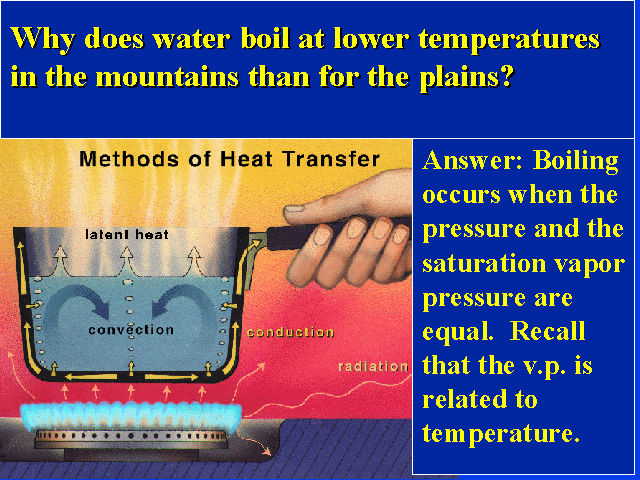 Why does water boil at lower temperatures
in the mountains than for the plains?
Methods of Heat Transfer
latent heat
convection
conduction
radiation
Answer: Boiling
occurs when the
pressure and the
saturation vapor
pressure are
equal.  Recall
that the v.p. is
related to
temperature.